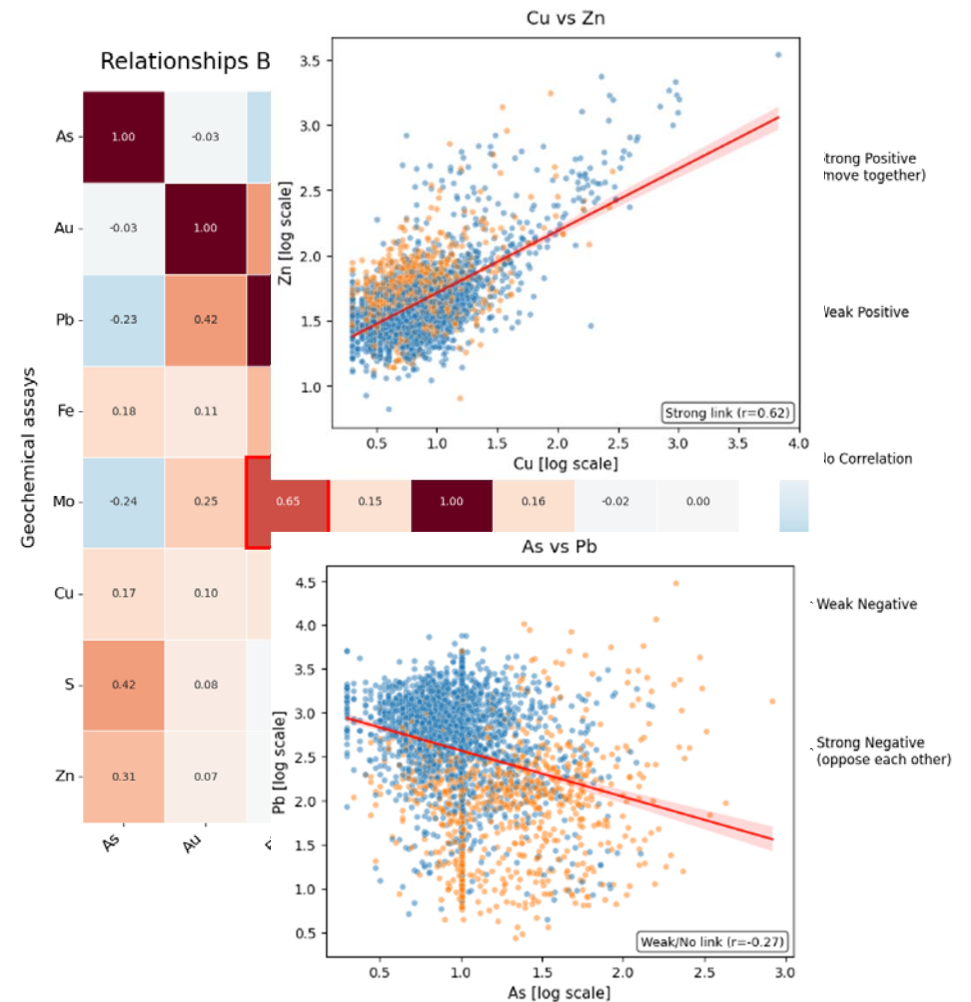 Cu vs Zn
Relationships B
3.5
3.0
2.5
2.0
1.5
1.0
Zn [log scale]
Strong link (r=0.62)
0.5 1.0 1.5 2.0 2.5 3.0 3.5 4.0
Cu [log scale]
Geochemical assays
As 1.00 -0.03
Au -0.03 1.00
Pb -0.23 0.42
Fe 0.18 0.11
Mo -0.24 0.25 0.65 0.15 1.00 0.16 -0.02 0.00
Cu 0.17 0.10
S 0.42 0.08
Zn 0.31 0.07
As Au
trong Positive
move together)
Weak Positive
lo Correlation
Weak Negative
Strong Negative
(oppose each other)
As vs Pb
4.5
4.0
3.5
3.0
2.5
2.0
1.5
1.0
0.5
Pb [log scale]
Weak/No link (r=-0.27)
0.5 1.0 1.5 2.0 2.5 3.0
As [log scale]